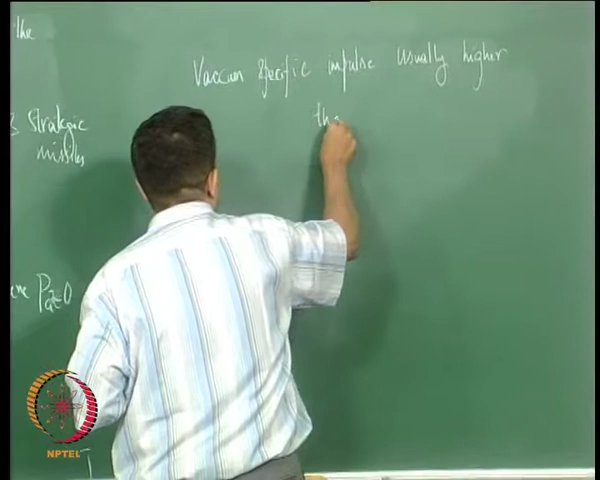 the
Vaccum specific impulse usually higher
tha
& strategic
missiles
Pa=0
NPTEL